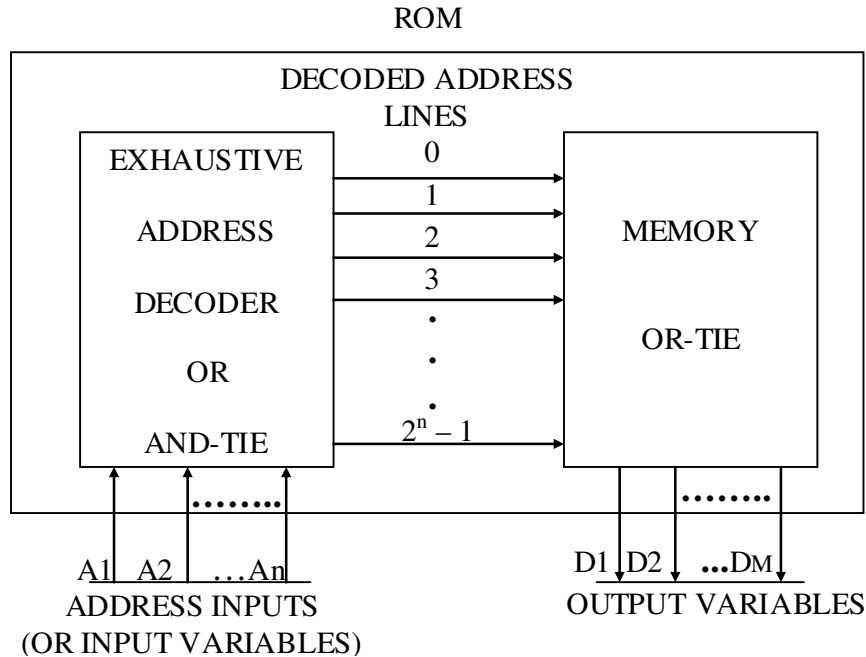 ROM
DECODED ADDRESS
LINES
EXHAUSTIVE
ADDRESS
DECODER
OR
AND-TIE
0
1
2
3
.
.
.
2ⁿ – 1
MEMORY
OR-TIE
........
........
A1 A2 ...An
ADDRESS INPUTS
(OR INPUT VARIABLES)
D1 D2 ...DM
OUTPUT VARIABLES